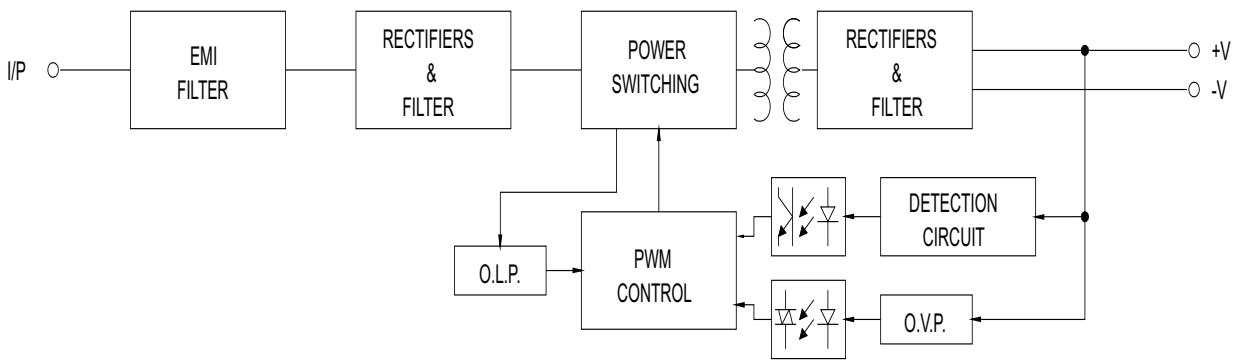 I/P
EMI
FILTER
RECTIFIERS
&
FILTER
POWER
SWITCHING
RECTIFIERS
&
FILTER
+V
-V
DETECTION
CIRCUIT
O.L.P.
PWM
CONTROL
O.V.P.